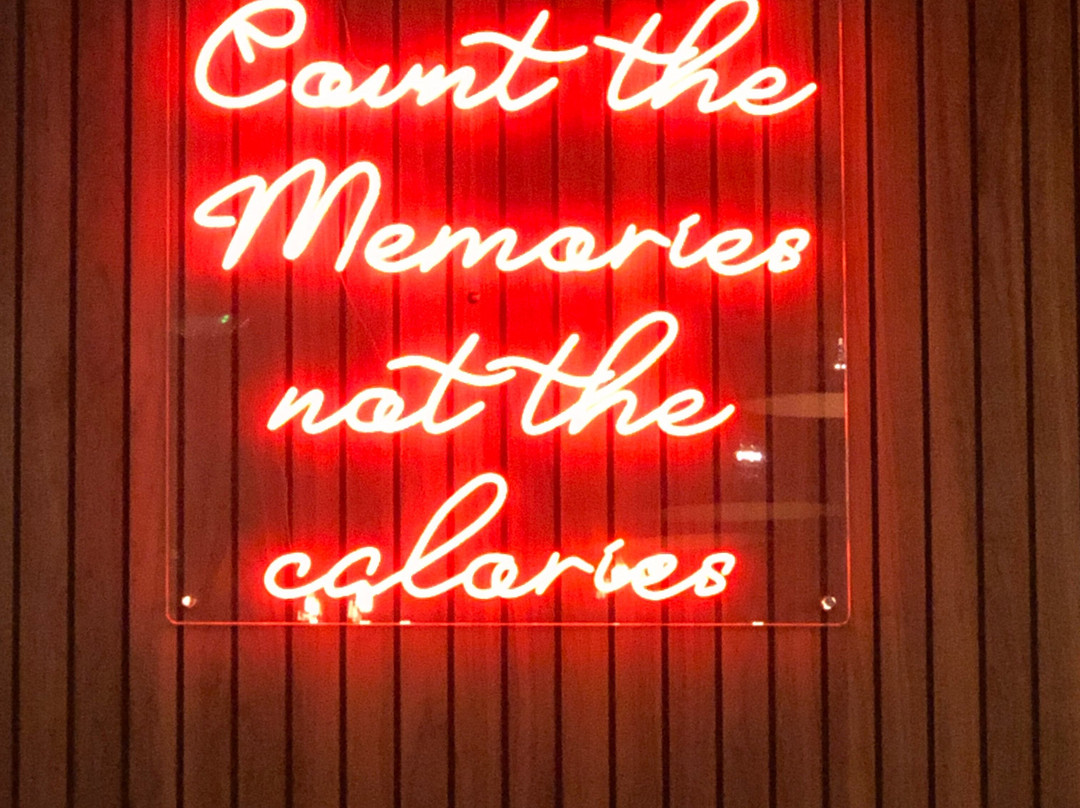 Count the
Memories
not the
calories